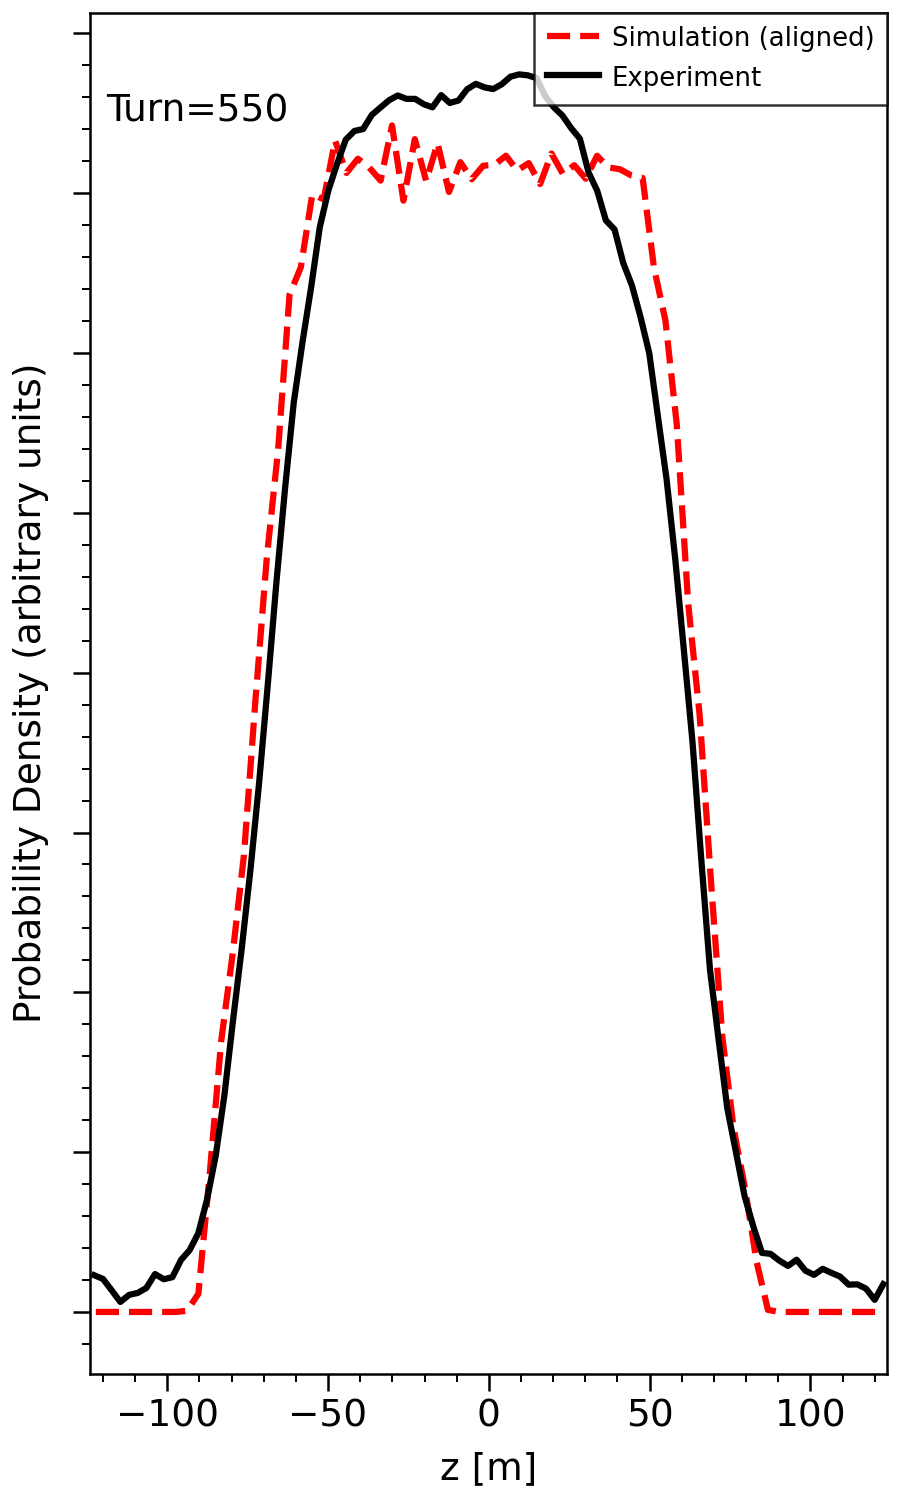 Simulation (aligned)
Experiment
Turn=550
Probability Density (arbitrary units)
−100 −50 0 50 100
z [m]